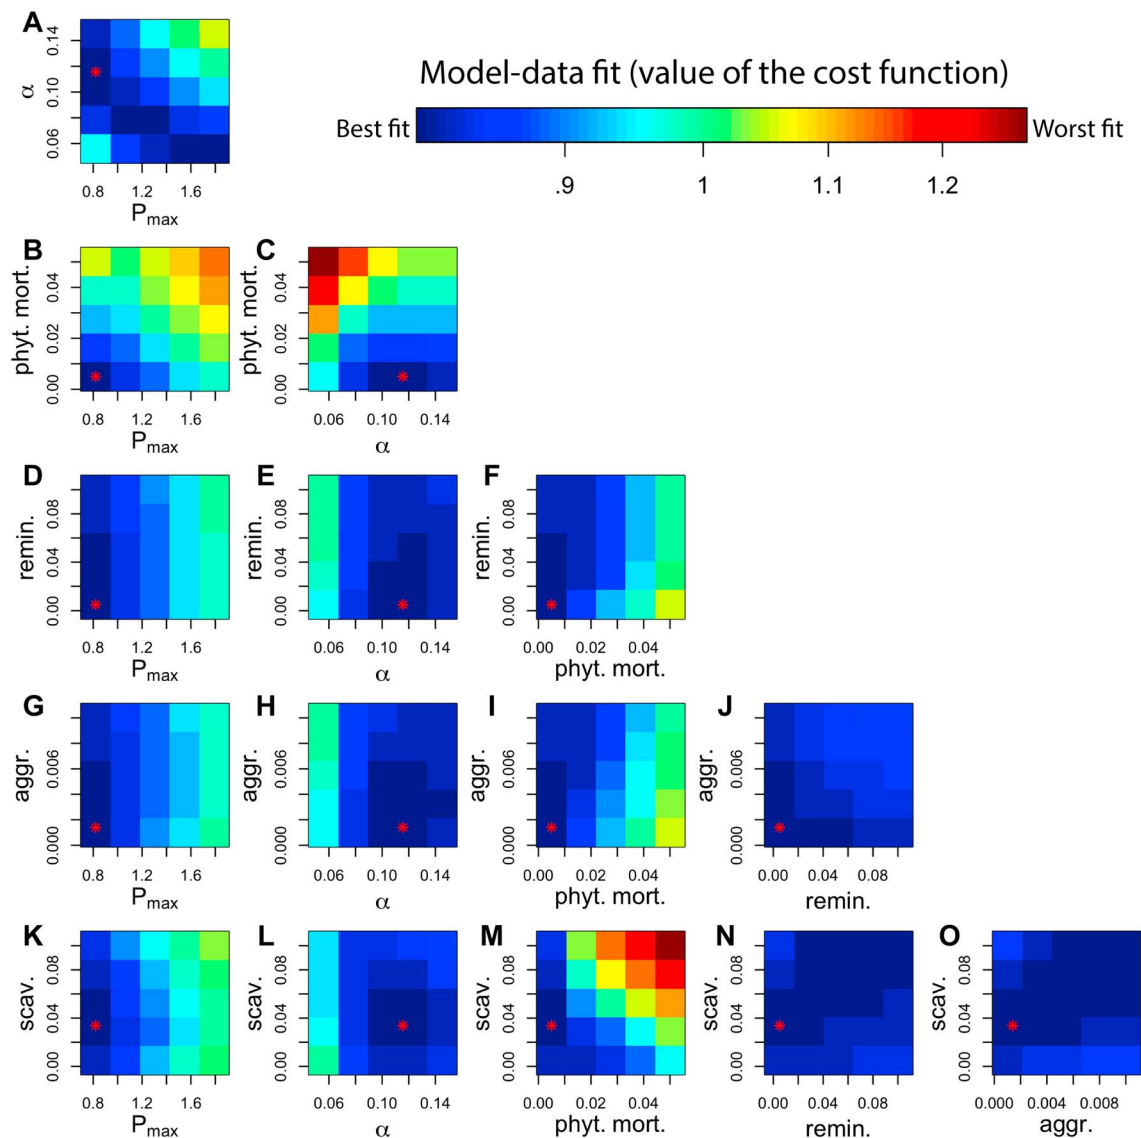 Model-data fit (value of the cost function)
Best fit
Worst fit
.9 1 1.1 1.2
A
α
0.06 0.10 0.14
0.8 1.2 1.6
Pmax
B
phyt. mort.
0.00 0.02 0.04
0.8 1.2 1.6
Pmax
C
phyt. mort.
0.00 0.02 0.04
0.06 0.10 0.14
α
D
remin.
0.00 0.04 0.08
0.8 1.2 1.6
Pmax
E
remin.
0.00 0.04 0.08
0.06 0.10 0.14
α
F
remin.
0.00 0.04 0.08
0.00 0.02 0.04
phyt. mort.
G
aggr.
0.000 0.006
0.8 1.2 1.6
Pmax
H
aggr.
0.000 0.006
0.06 0.10 0.14
α
I
aggr.
0.000 0.006
0.00 0.02 0.04
phyt. mort.
J
aggr.
0.000 0.006
0.00 0.04 0.08
remin.
K
scav.
0.00 0.04 0.08
0.8 1.2 1.6
Pmax
L
scav.
0.00 0.04 0.08
0.06 0.10 0.14
α
M
scav.
0.00 0.04 0.08
0.00 0.02 0.04
phyt. mort.
N
scav.
0.00 0.04 0.08
0.00 0.04 0.08
remin.
O
scav.
0.00 0.04 0.08
0.000 0.004 0.008
aggr.